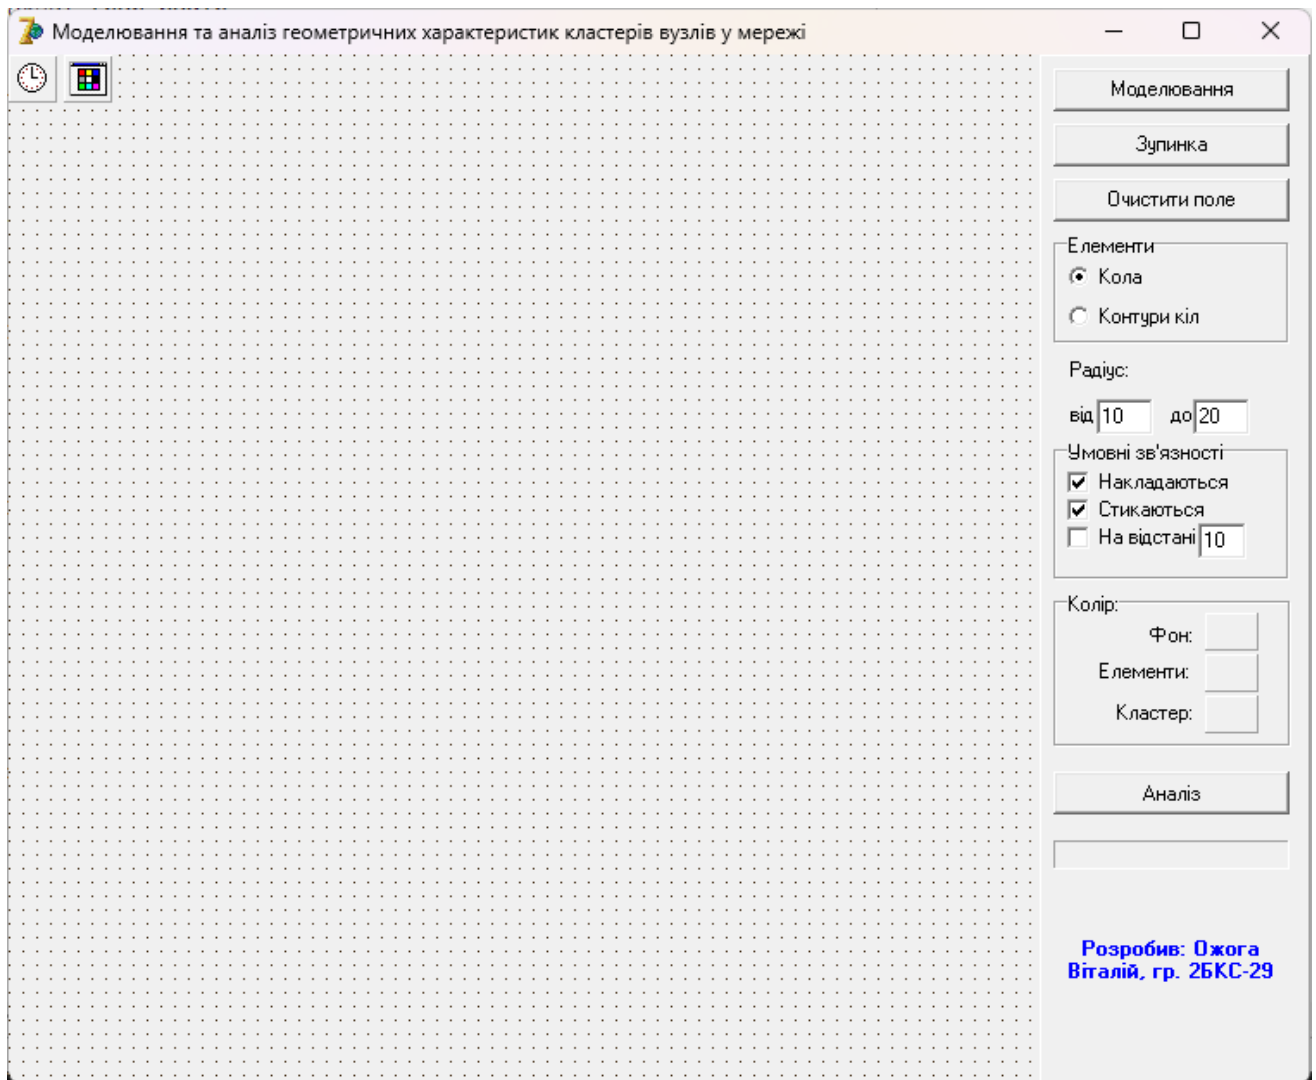 Моделювання та аналіз геометричних характеристик кластерів вузлів у мережі
Моделювання
Зупинка
Очистити поле
Елементи
Кола
Контури кіл
Радіус:
від 10 до 20
Умовні зв'язності
Накладаються
Стикаються
На відстані 10
Колір:
Фон:
Елементи:
Кластер:
Аналіз
Розробив: Ожога
Віталій, гр. 2БКС-29